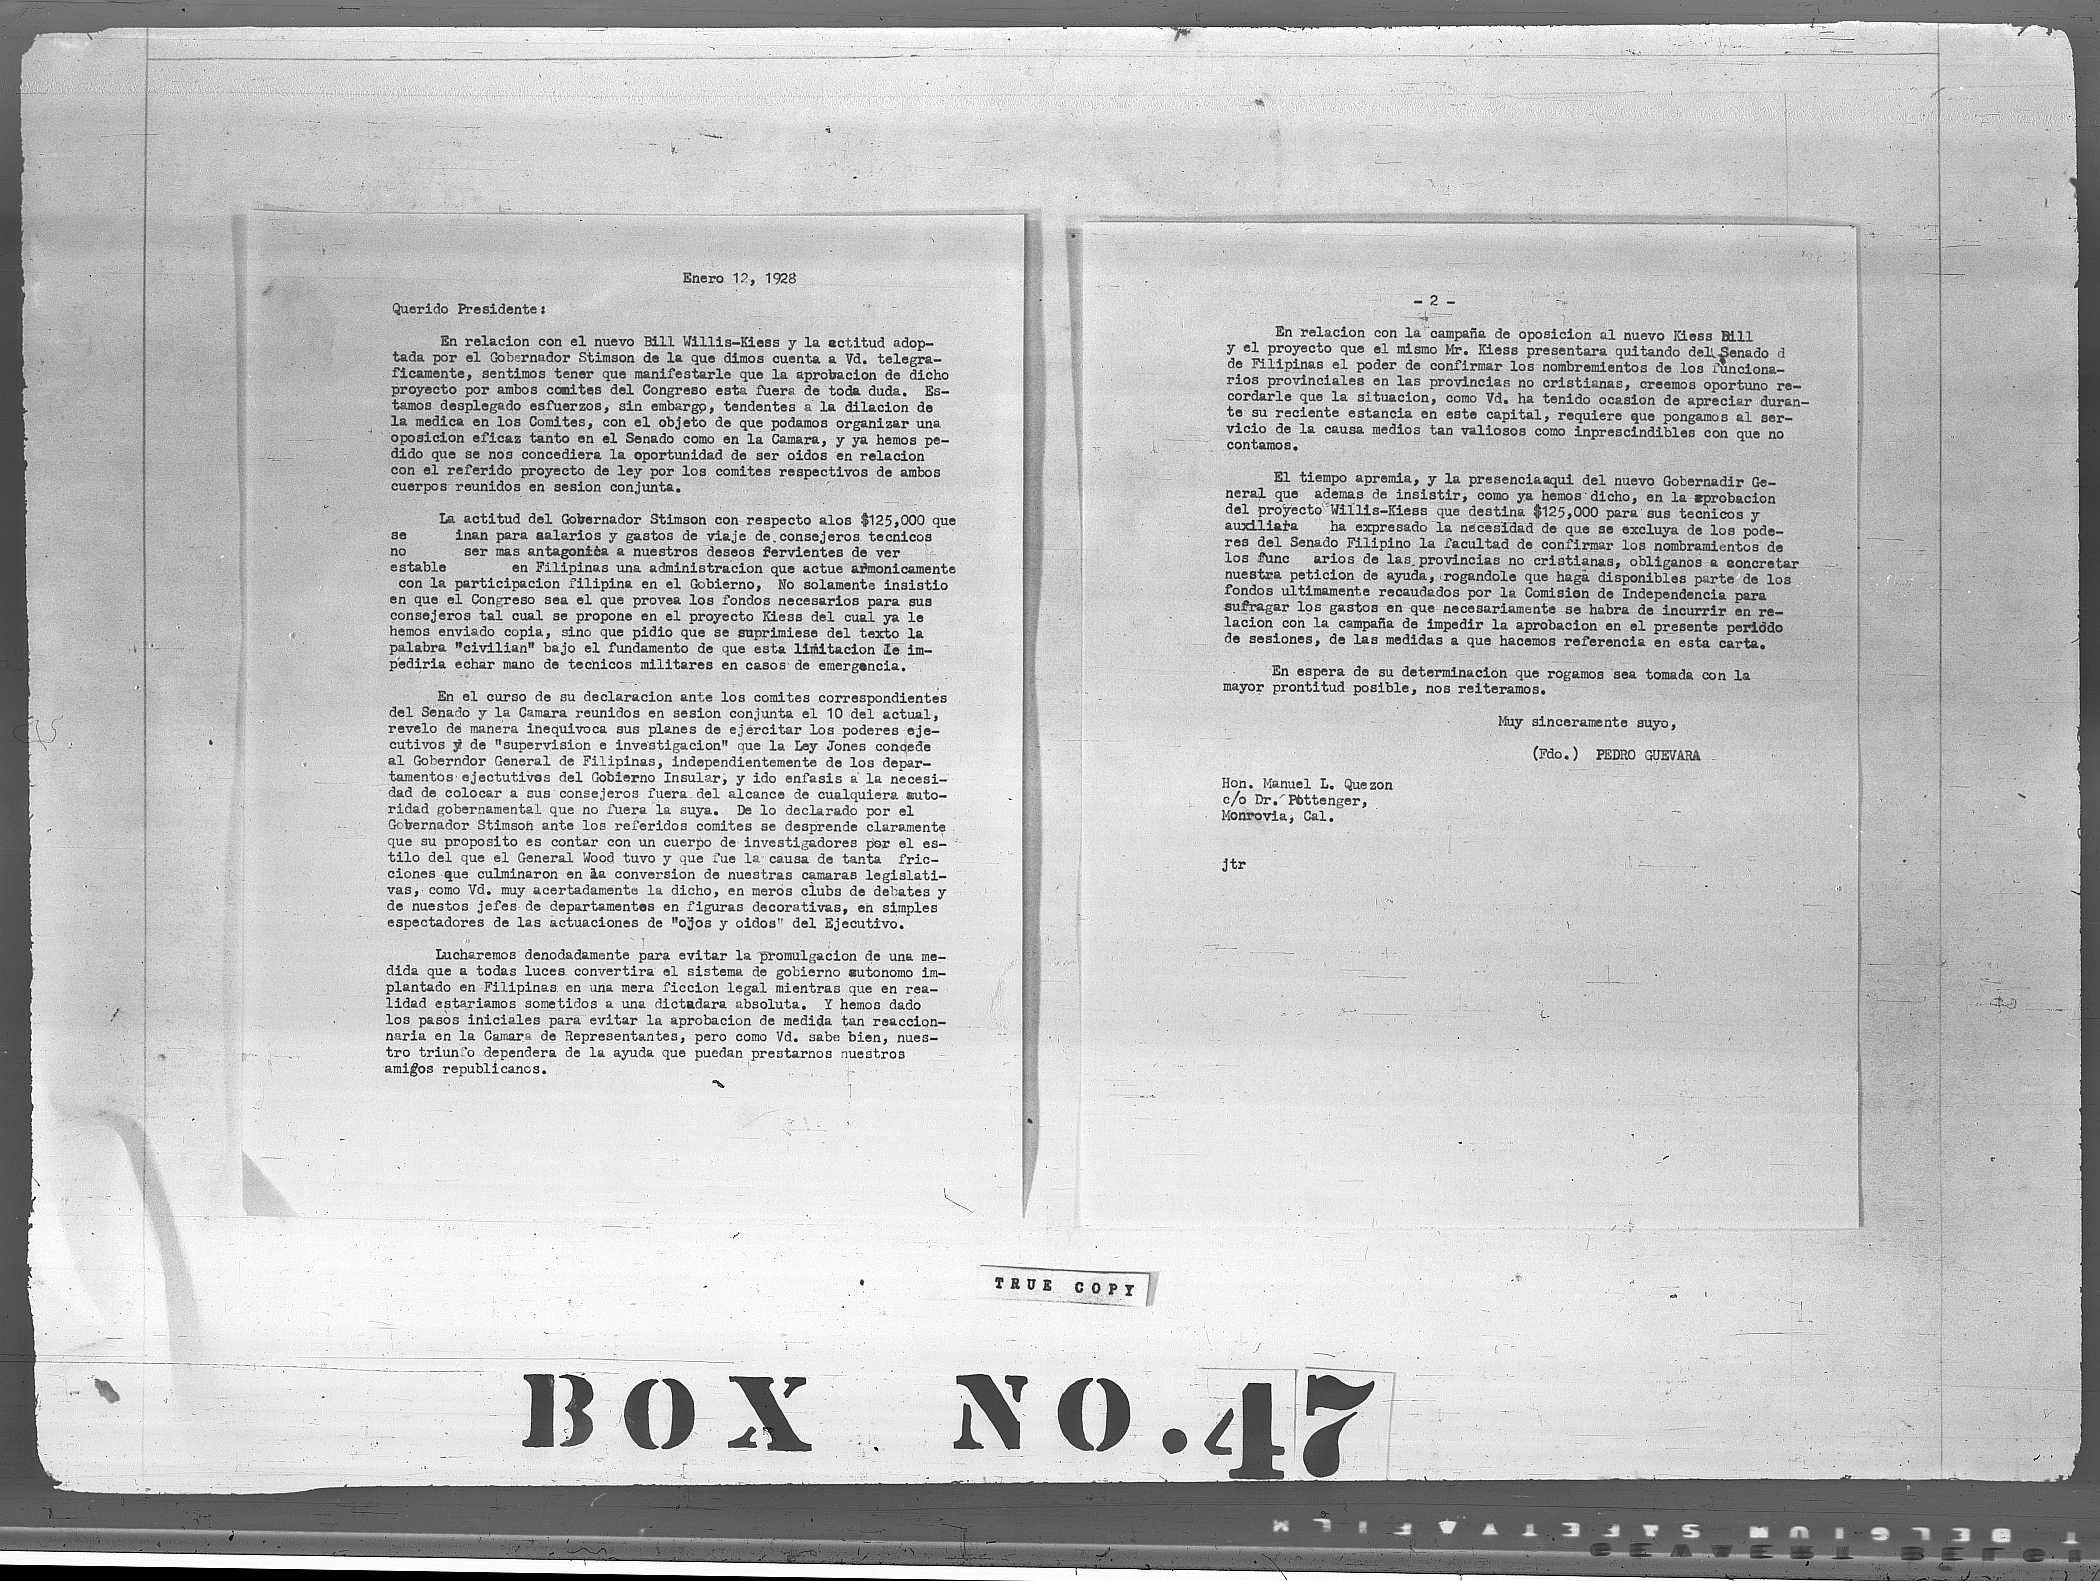 Enero 12, 1928
Querido Presidente:
En relacion con el nuevo Bill Willis-Kiess y la actitud adop-
tada por el Gobernador Stimson de la que dimos cuenta a Vd. telegra-
ficamente, sentimos tener que manifestarle que la aprobacion de dicho
proyecto por ambos comites del Congreso esta fuera de toda duda. Es-
tamos desplegado esfuerzos, sin embargo, tendentes a la dilacion de
la medica en los Comites, con el objeto de que podamos organizar una
oposicion eficaz tanto en el Senado como en la Camara, y ya hemos pe-
dido que se nos concediera la oportunidad de ser oidos en relacion
con el referido proyecto de ley por los comites respectivos de ambos
cuerpos reunidos en sesion conjunta.
La actitud del Gobernador Stimson con respecto alos $125,000 que
se inan para salarios y gastos de viaje de consejeros tecnicos
no ser mas antagonica a nuestros deseos fervientes de ver
estable en Filipinas una administracion que actue armonicamente
con la participacion filipina en el Gobierno, No solamente insistio
en que el Congreso sea el que provea los fondos necesarios para sus
consejeros tal cual se propone en el proyecto Kiess del cual ya le
hemos enviado copia, sino que pidio que se suprimiese del texto la
palabra "civilian" bajo el fundamento de que esta limitacion le im-
pediria echar mano de tecnicos militares en casos de emergencia.
En el curso de su declaracion ante los comites correspondientes
del Senado y la Camara reunidos en sesion conjunta el 10 del actual,
revelo de manera inequivoca sus planes de ejercitar los poderes eje-
cutivos y de "supervision e investigacion" que la Ley Jones concede
al Goberndor General de Filipinas, independientemente de los depar-
tamentos ejectutivos del Gobierno Insular, y ido enfasis a la necesi-
dad de colocar a sus consejeros fuera del alcance de cualquiera auto-
ridad gobernamental que no fuera la suya. De lo declarado por el
Gobernador Stimson ante los referidos comites se desprende claramente
que su proposito es contar con un cuerpo de investigadores por el es-
tilo del que el General Wood tuvo y que fue la causa de tanta fric-
ciones que culminaron en la conversion de nuestras camaras legislati-
vas, como Vd. muy acertadamente la dicho, en meros clubs de debates y
de nuestos jefes de departamentos en figuras decorativas, en simples
espectadores de las actuaciones de "ojos y oidos" del Ejecutivo.
Lucharemos denodadamente para evitar la promulgacion de una me-
dida que a todas luces convertira el sistema de gobierno autonomo im-
plantado en Filipinas en una mera ficcion legal mientras que en rea-
lidad estariamos sometidos a una dictadara absoluta. Y hemos dado
los pasos iniciales para evitar la aprobacion de medida tan reaccion-
naria en la Camara de Representantes, pero como Vd. sabe bien, nues-
tro triunfo dependera de la ayuda que puedan prestarnos nuestros
amigos republicanos.
- 2 -
En relacion con la campaña de oposicion al nuevo Kiess Bill
y el proyecto que el mismo Mr. Kiess presentara quitando del Senado d
de Filipinas el poder de confirmar los nombremientos de los funciona-
rios provinciales en las provincias no cristianas, creemos oportuno re-
cordarle que la situacion, como Vd. ha tenido ocasion de apreciar duran-
te su reciente estancia en este capital, requiere que pongamos al ser-
vicio de la causa medios tan valiosos como inprescindibles con que no
contamos.
El tiempo apremia, y la presenciaaqui del nuevo Gobernadir Ge-
neral que ademas de insistir, como ya hemos dicho, en la aprobacion
del proyecto Willis-Kiess que destina $125,000 para sus tecnicos y
auxiliara ha expresado la necesidad de que se excluya de los pode-
res del Senado Filipino la facultad de confirmar los nombramientos de
los func arios de las provincias no cristianas, obliganos a concretar
nuestra peticion de ayuda, rogandole que haga disponibles parte de los
fondos ultimamente recaudados por la Comision de Independencia para
sufragar los gastos en que necesariamente se habra de incurrir en re-
lacion con la campaña de impedir la aprobacion en el presente periodo
de sesiones, de las medidas a que hacemos referencia en esta carta.
En espera de su determinacion que rogamos sea tomada con la
mayor prontitud posible, nos reiteramos.
Muy sinceramente suyo,
(Fdo.) PEDRO GUEVARA
Hon. Manuel L. Quezon
c/o Dr. Pottenger,
Monrovia, Cal.
jtr
TRUE COPY
BOX NO. 47